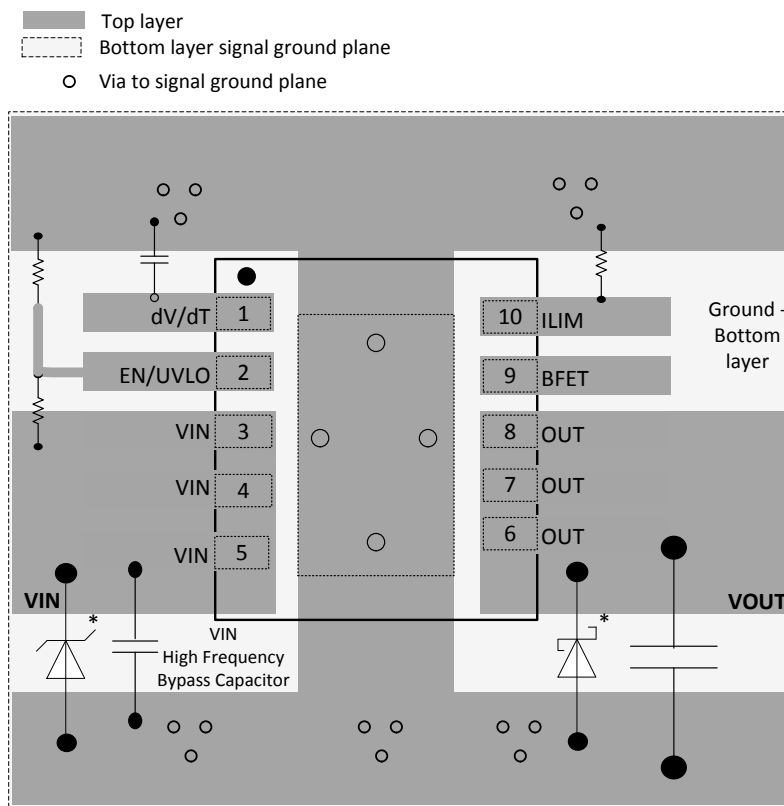 Top layer
Bottom layer signal ground plane
Via to signal ground plane
dV/dT 1
10 ILIM
Ground -
Bottom
layer
EN/UVLO 2
9 BFET
VIN 3
8 OUT
VIN 4
7 OUT
VIN 5
6 OUT
VIN
*
VIN
High Frequency
Bypass Capacitor
*
VOUT